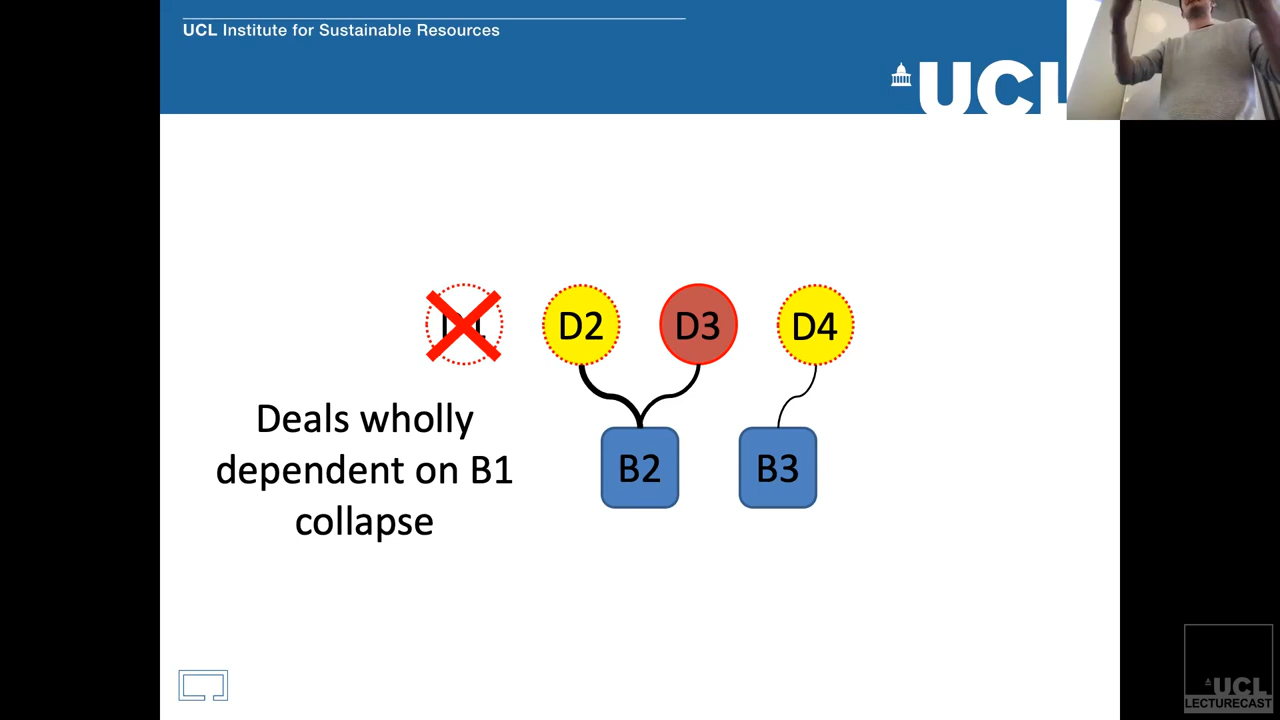 UCL Institute for Sustainable Resources
UCL
D2
D3
D4
Deals wholly
dependent on B1
collapse
B2
B3
UCL
LECTURECAST